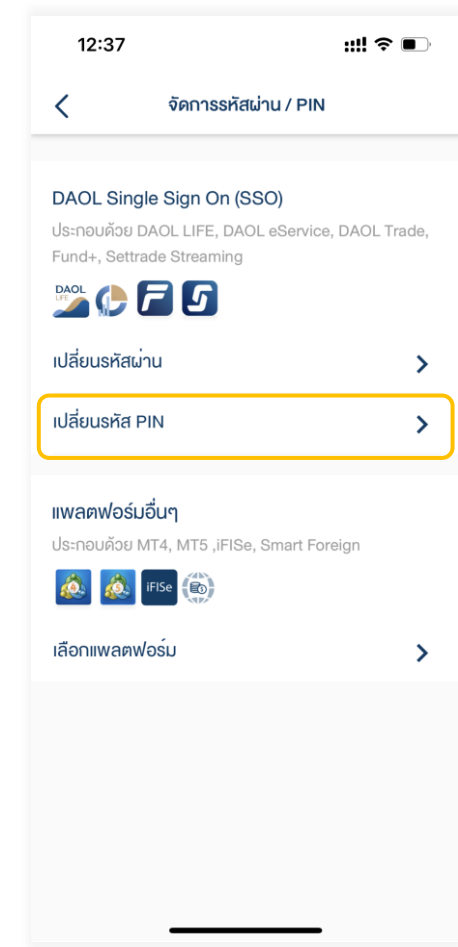 12:37
จัดการรหัสผ่าน / PIN
DAOL Single Sign On (SSO)
ประกอบด้วย DAOL LIFE, DAOL eService, DAOL Trade,
Fund+, Settrade Streaming
DAOL
LIFE
เปลี่ยนรหัสผ่าน
เปลี่ยนรหัส PIN
แพลตฟอร์มอื่นๆ
ประกอบด้วย MT4, MT5 ,iFISe, Smart Foreign
4
5
iFISe
เลือกแพลตฟอร์ม